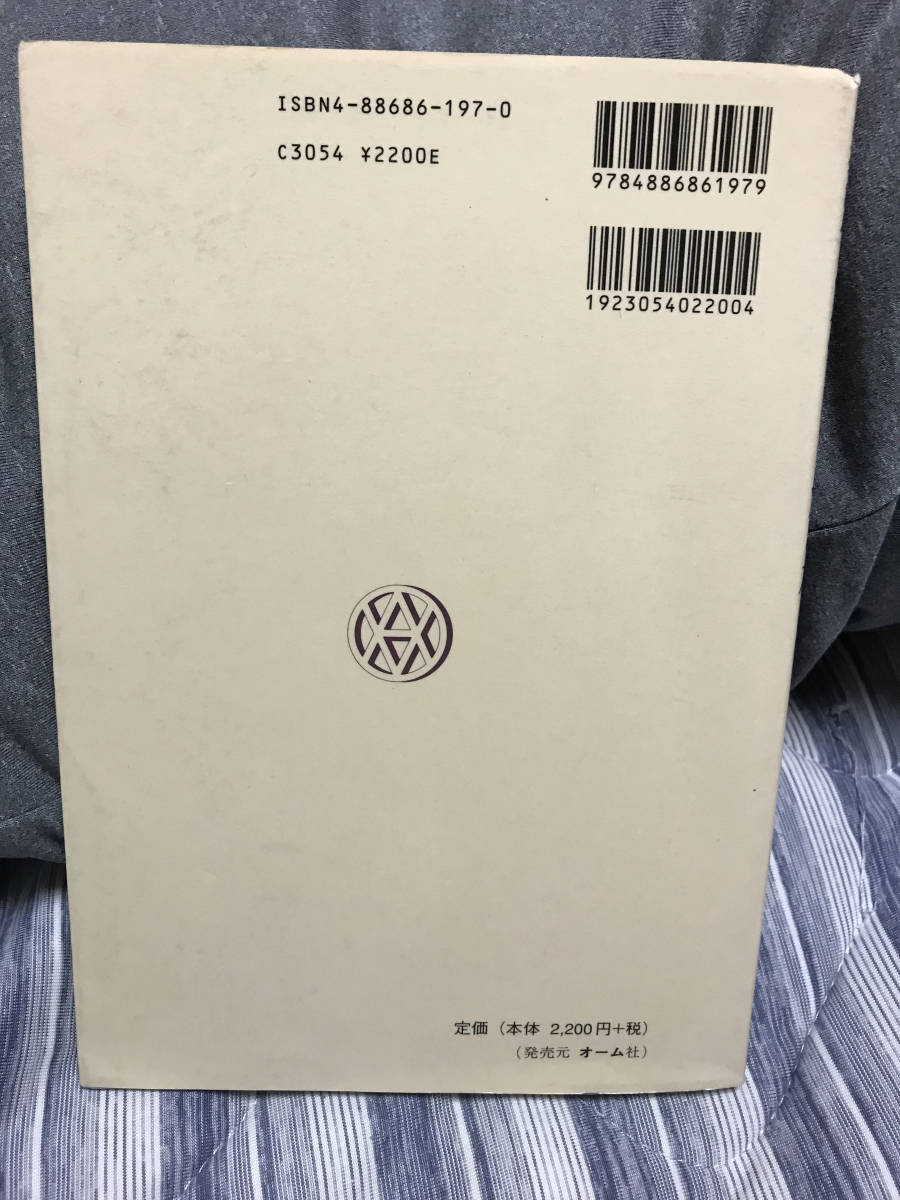 ISBN4-88686-197-0
C3054 ¥2200E
9784886861979
1923054022004
定価（本体 2,200円+税）
（発売元 オーム社）